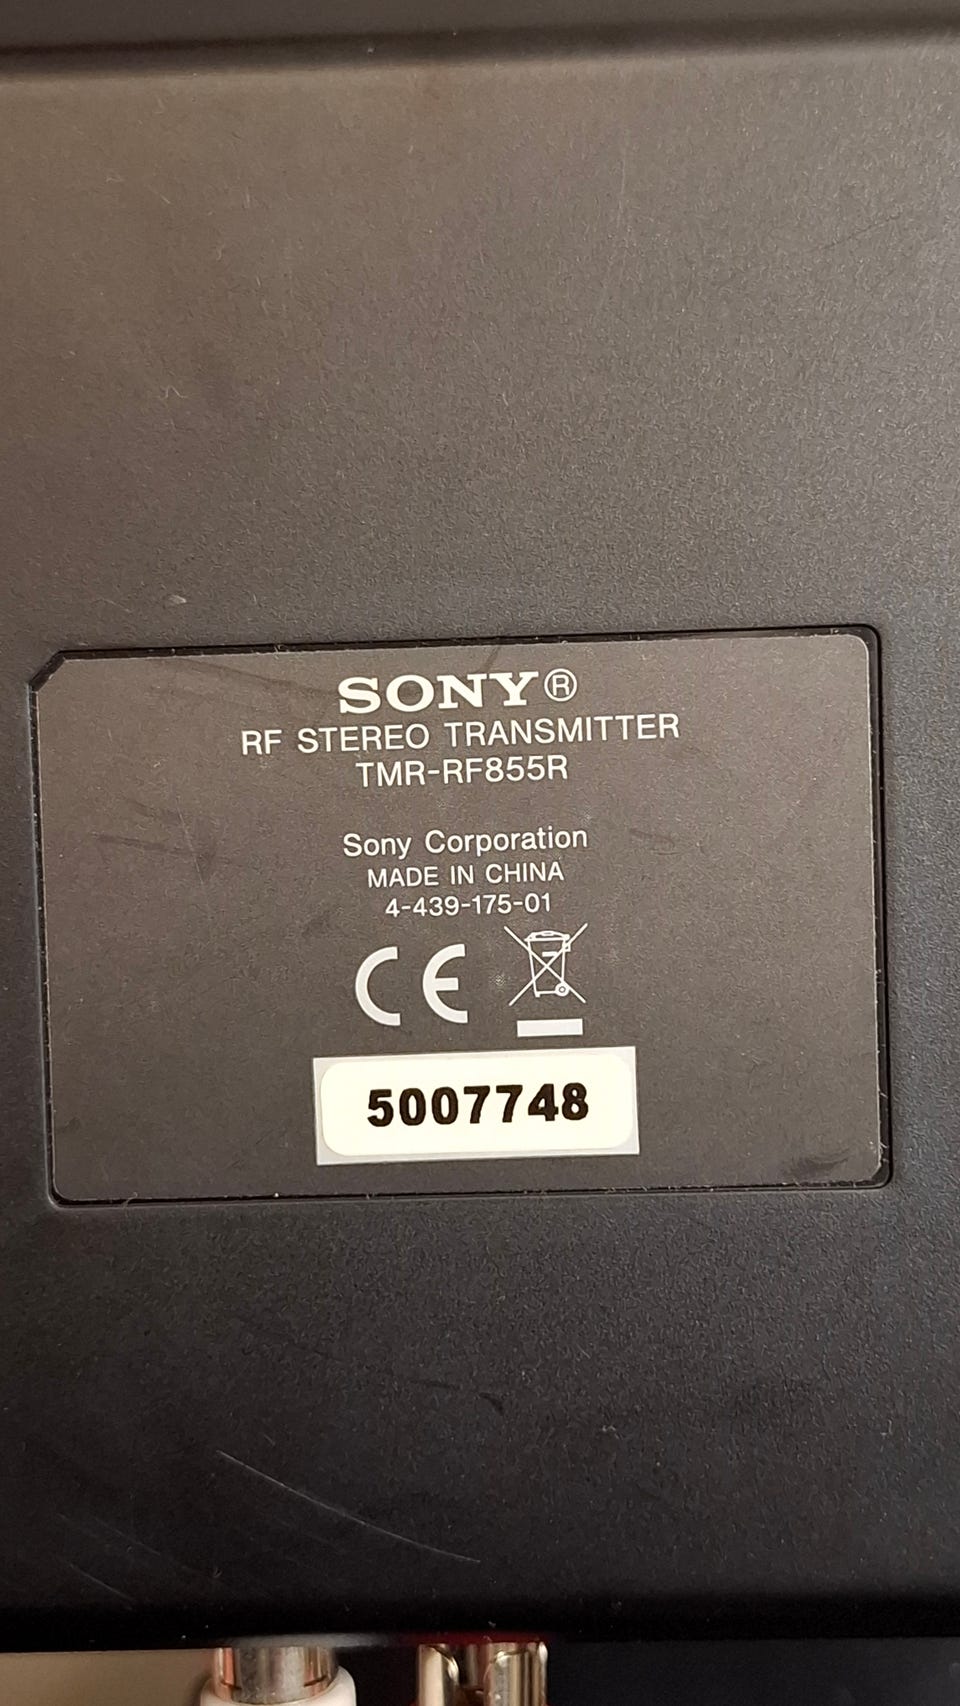 SONY®
RF STEREO TRANSMITTER
TMR-RF855R
Sony Corporation
MADE IN CHINA
4-439-175-01
CE
5007748